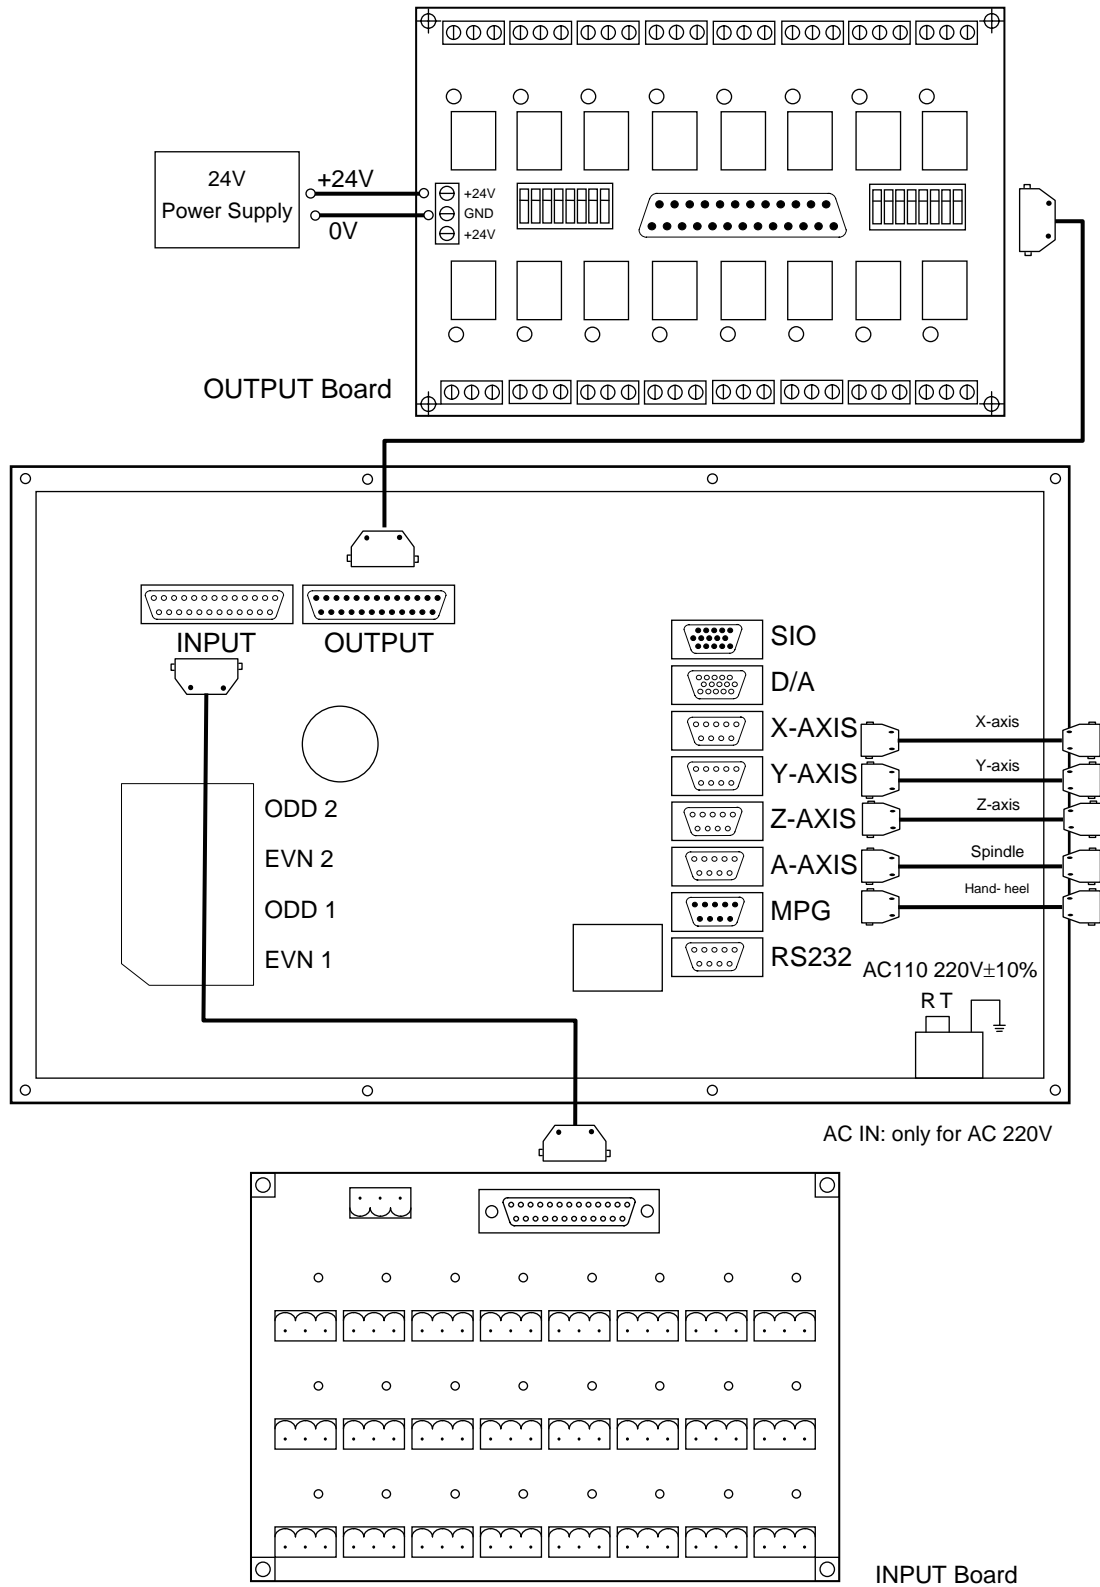 24V
Power Supply
+24V
0V
+24V
GND
+24V
OUTPUT Board
INPUT
OUTPUT
SIO
D/A
X-AXIS
Y-AXIS
Z-AXIS
A-AXIS
MPG
RS232
X-axis
Y-axis
Z-axis
Spindle
Hand- heel
ODD 2
EVN 2
ODD 1
EVN 1
AC110 220V±10%
R T
AC IN: only for AC 220V
INPUT Board